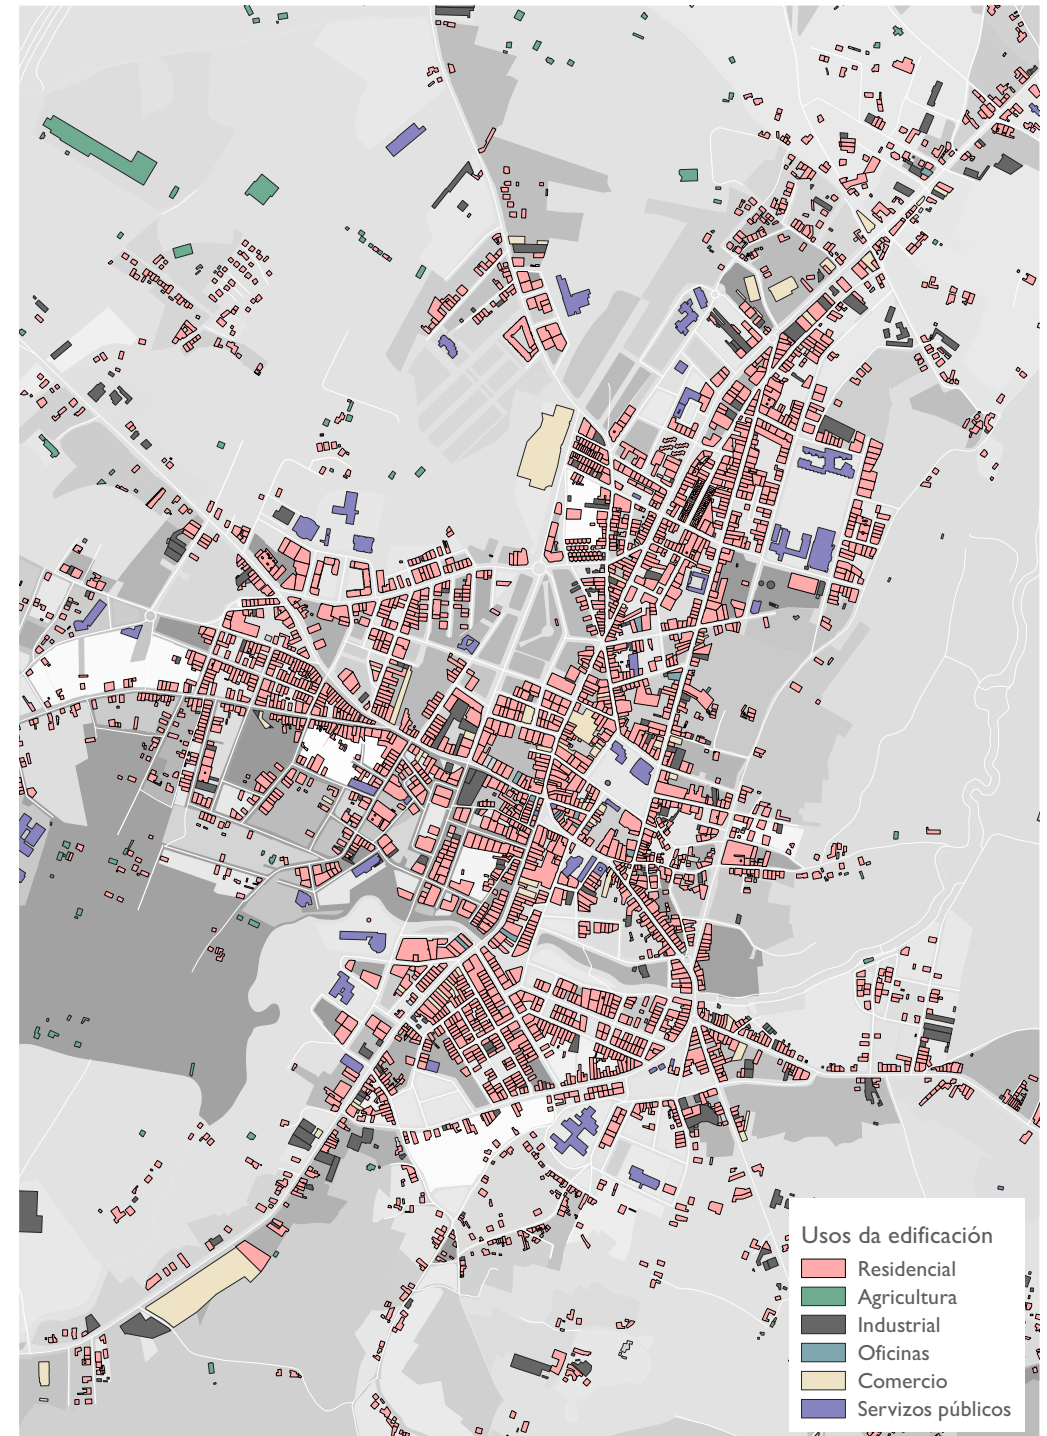 Usos da edificación
Residencial
Agricultura
Industrial
Oficinas
Comercio
Servizos públicos